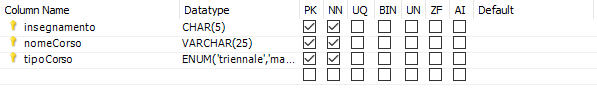 Column Name Datatype PK NN UQ BIN UN ZF AI Default
insegnamento CHAR(5)
nomeCorso VARCHAR(25)
tipoCorso ENUM('triennale','ma...